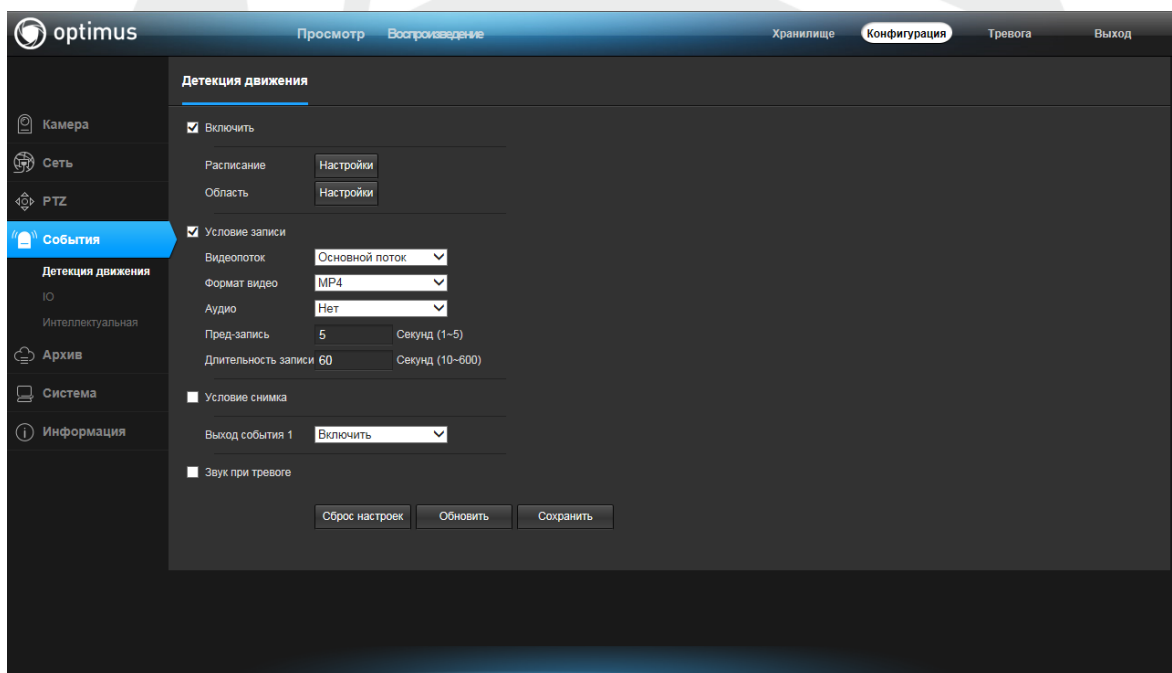 optimus
Просмотр Воспроизведение Хранилище Конфигурация Тревога Выход
Детекция движения
Камера
Сеть
PTZ
События
Детекция движения
IO
Интеллектуальная
Архив
Система
Информация
Включить
Расписание Настройки
Область Настройки
Условие записи
Видеопоток Основной поток
Формат видео MP4
Аудио Нет
Пред-запись 5 Секунд (1~5)
Длительность записи 60 Секунд (10~600)
Условие снимка
Выход события 1 Включить
Звук при тревоге
Сброс настроек Обновить Сохранить